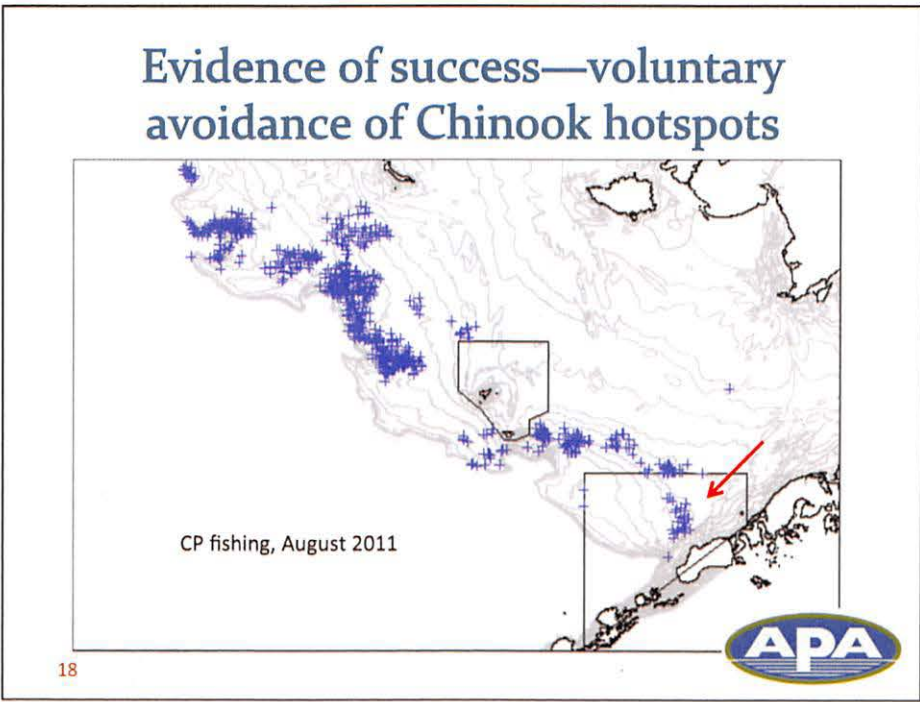 Evidence of success—voluntary
avoidance of Chinook hotspots
CP fishing, August 2011
18
APA